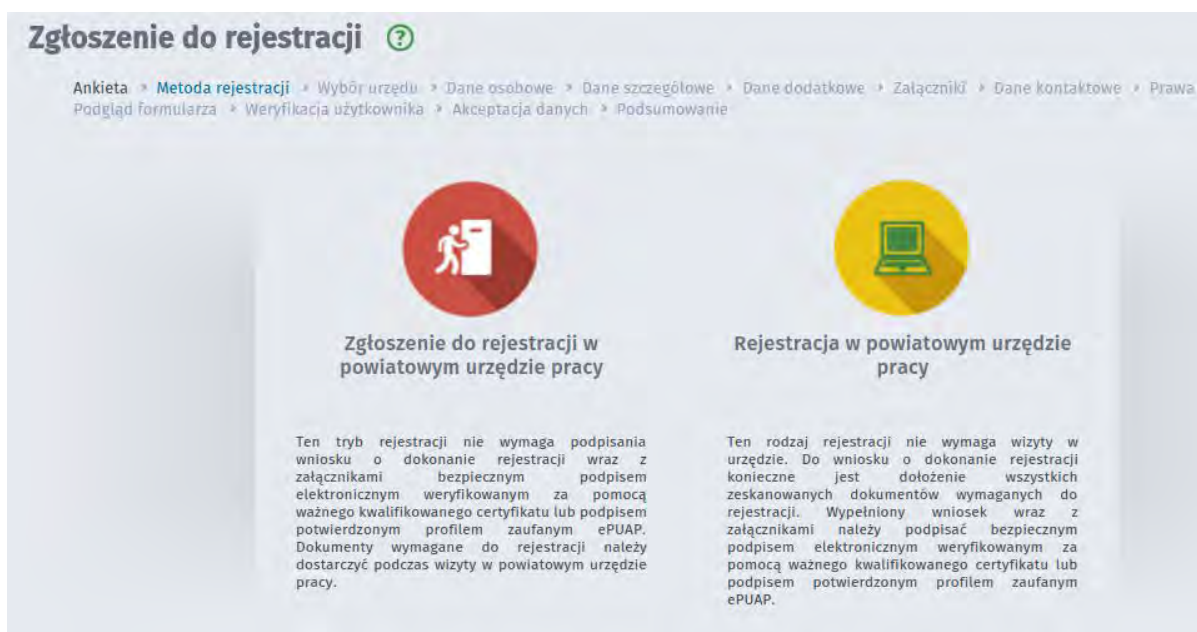 Zgłoszenie do rejestracji ?
Ankieta » Metoda rejestracji » Wybór urzędu » Dane osobowe » Dane szczegółowe » Dane dodatkowe » Załączniki » Dane kontaktowe » Prawa
Podgląd formularza » Weryfikacja użytkownika » Akceptacja danych » Podsumowanie
Zgłoszenie do rejestracji w
powiatowym urzędzie pracy
Ten tryb rejestracji nie wymaga podpisania
wniosku o dokonanie rejestracji wraz z
załącznikami bezpiecznym podpisem
elektronicznym weryfikowanym za pomocą
ważnego kwalifikowanego certyfikatu lub podpisem
potwierdzonym profilem zaufanym ePUAP.
Dokumenty wymagane do rejestracji należy
dostarczyć podczas wizyty w powiatowym urzędzie
pracy.
Rejestracja w powiatowym urzędzie
pracy
Ten rodzaj rejestracji nie wymaga wizyty w
urzędzie. Do wniosku o dokonanie rejestracji
konieczne jest dołożenie wszystkich
zeskanowanych dokumentów wymaganych do
rejestracji. Wypełniony wniosek wraz z
załącznikami należy podpisać bezpiecznym
podpisem elektronicznym weryfikowanym za
pomocą ważnego kwalifikowanego certyfikatu lub
podpisem potwierdzonym profilem zaufanym
ePUAP.